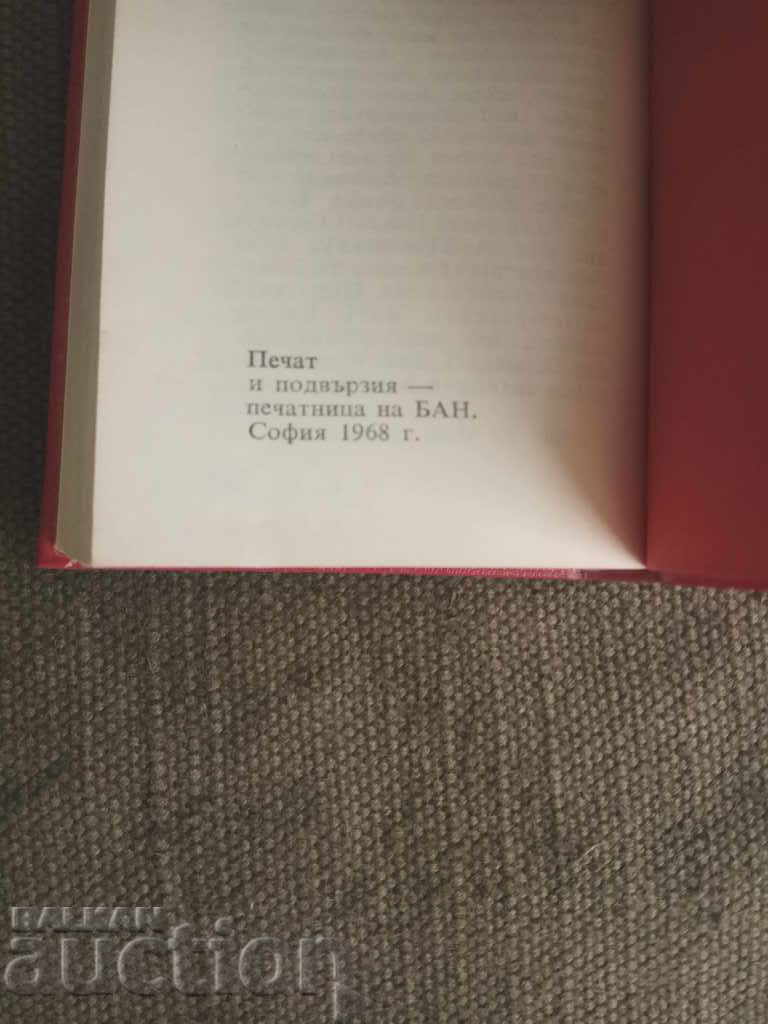 Печат
и подвързия —
печатница на БАН.
София 1968 г.
BALKAN
auction